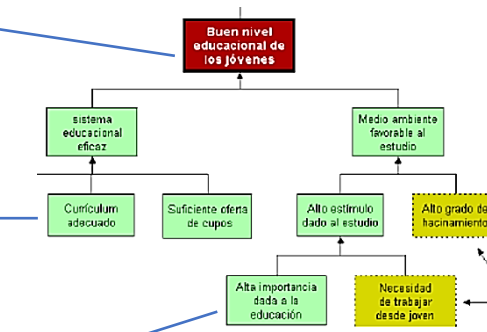 Buen nivel
educacional de
los jóvenes
sistema
educacional
eficaz
Medio ambiente
favorable al
estudio
Currículum
adecuado
Suficiente oferta
de cupos
Alto estímulo
dado al estudio
Alto grado de
hacinamiento
Alta importancia
dada a la
educación
Necesidad
de trabajar
desde joven